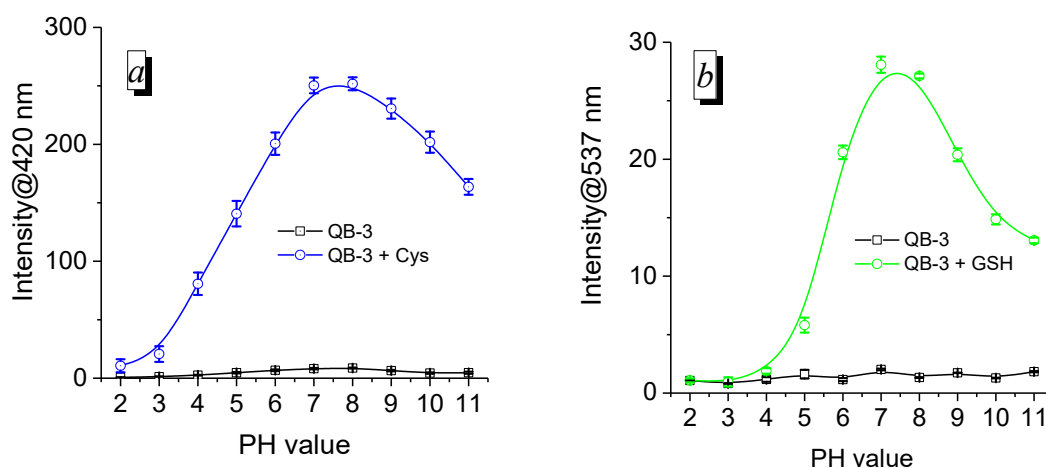 a
Intensity@420 nm
300
200
100
0
QB-3
QB-3 + Cys
2 3 4 5 6 7 8 9 10 11
PH value
b
Intensity@537 nm
30
20
10
0
QB-3
QB-3 + GSH
2 3 4 5 6 7 8 9 10 11
PH value